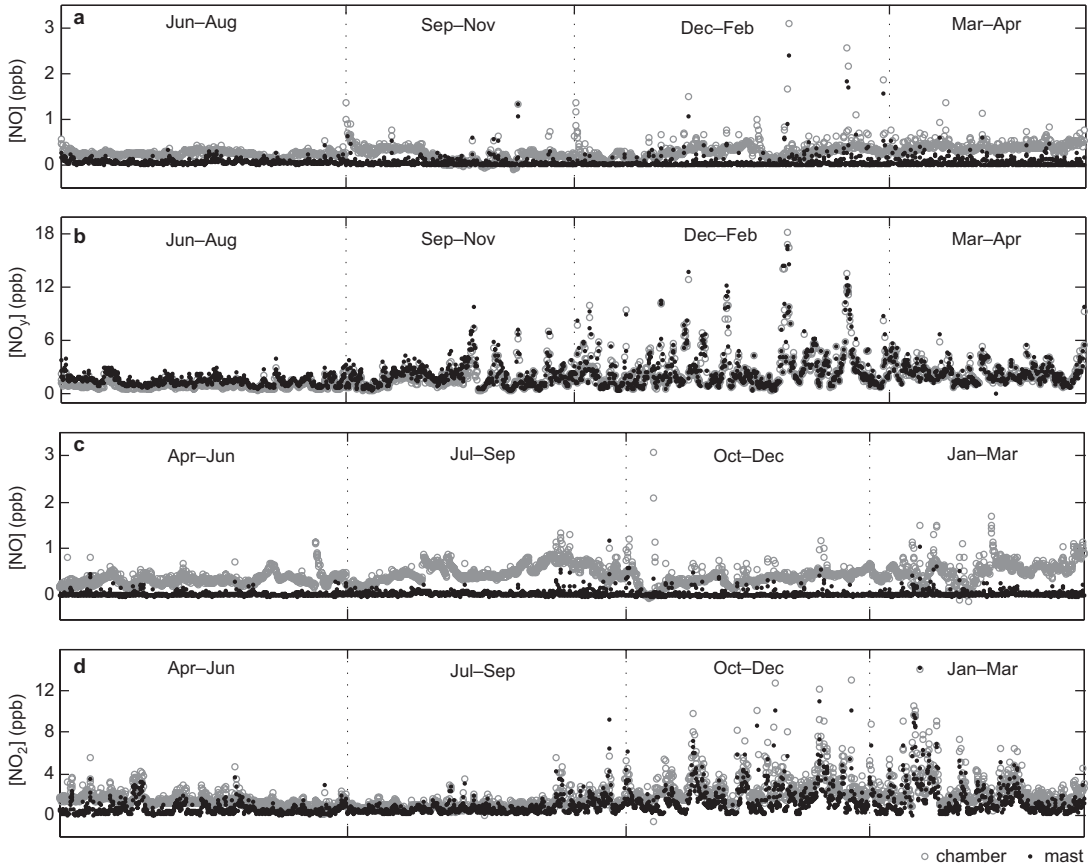 a
Jun–Aug
Sep–Nov
Dec–Feb
Mar–Apr
[NO] (ppb)
3
2
1
0
b
Jun–Aug
Sep–Nov
Dec–Feb
Mar–Apr
[NOy] (ppb)
18
12
6
0
c
Apr–Jun
Jul–Sep
Oct–Dec
Jan–Mar
[NO] (ppb)
3
2
1
0
d
Apr–Jun
Jul–Sep
Oct–Dec
Jan–Mar
[NO2] (ppb)
12
8
4
0
chamber mast